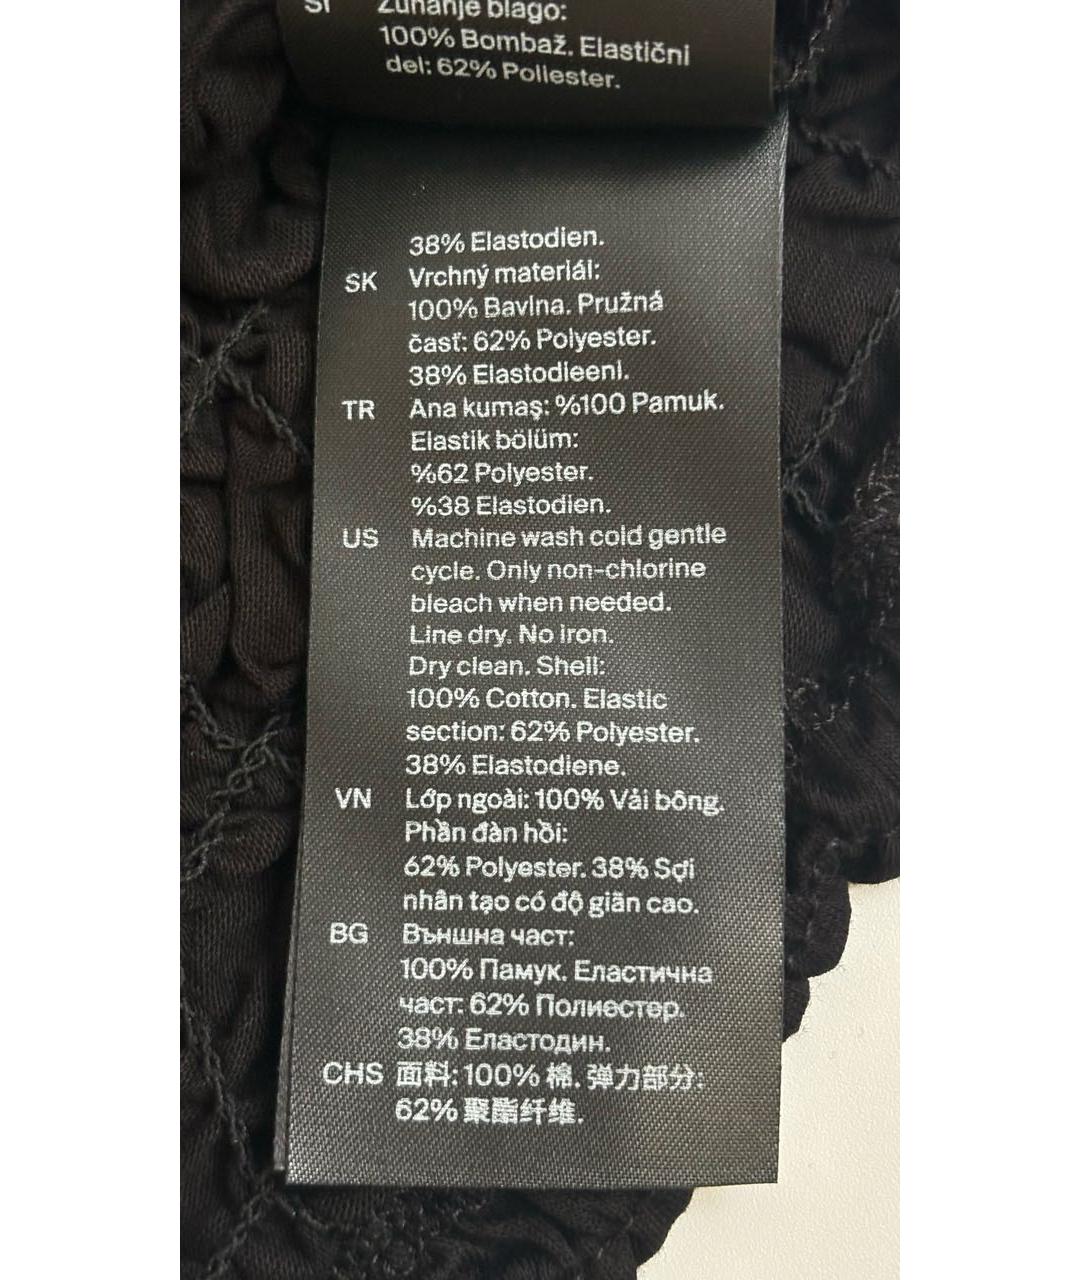 SI Zunanje blago:
100% Bombaž. Elastični
del: 62% Poliester.
38% Elastodien.
SK Vrchný materiál:
100% Bavlna. Pružná
časť: 62% Polyester.
38% Elastodieeni.
TR Ana kumaş: %100 Pamuk.
Elastik bölüm:
%62 Polyester.
%38 Elastodien.
US Machine wash cold gentle
cycle. Only non-chlorine
bleach when needed.
Line dry. No iron.
Dry clean. Shell:
100% Cotton. Elastic
section: 62% Polyester.
38% Elastodiene.
VN Lớp ngoài: 100% Vải bông.
Phần đàn hồi:
62% Polyester. 38% Sợi
nhân tạo có độ giãn cao.
BG Външна част:
100% Памук. Еластична
част: 62% Полиестер.
38% Еластодин.
CHS 面料: 100% 棉. 弹力部分:
62% 聚酯纤维.